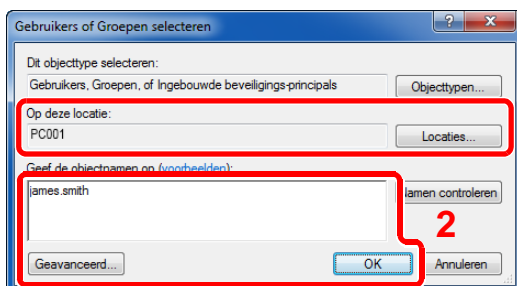 Gebruikers of Groepen selecteren
Dit objecttype selecteren:
Gebruikers, Groepen, of Ingebouwde beveiligings-principals
Objecttypen...
Op deze locatie:
PC001
Locaties...
Geef de objectnamen op (voorbeelden):
james.smith
Namen controleren
2
Geavanceerd...
OK
Annuleren